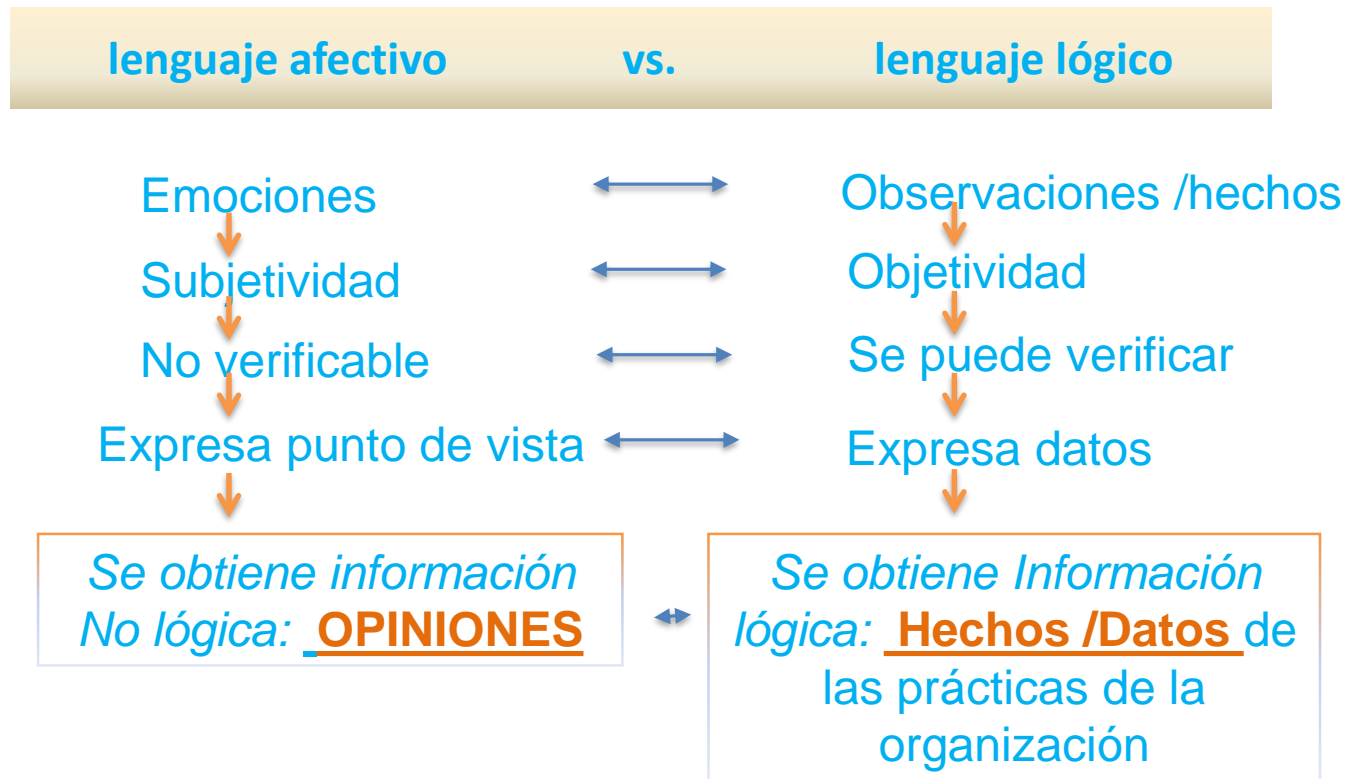 lenguaje afectivo vs. lenguaje lógico
Emociones Observaciones /hechos
Subjetividad Objetividad
No verificable Se puede verificar
Expresa punto de vista Expresa datos
Se obtiene información
No lógica: OPINIONES
Se obtiene Información
lógica: Hechos /Datos de
las prácticas de la
organización